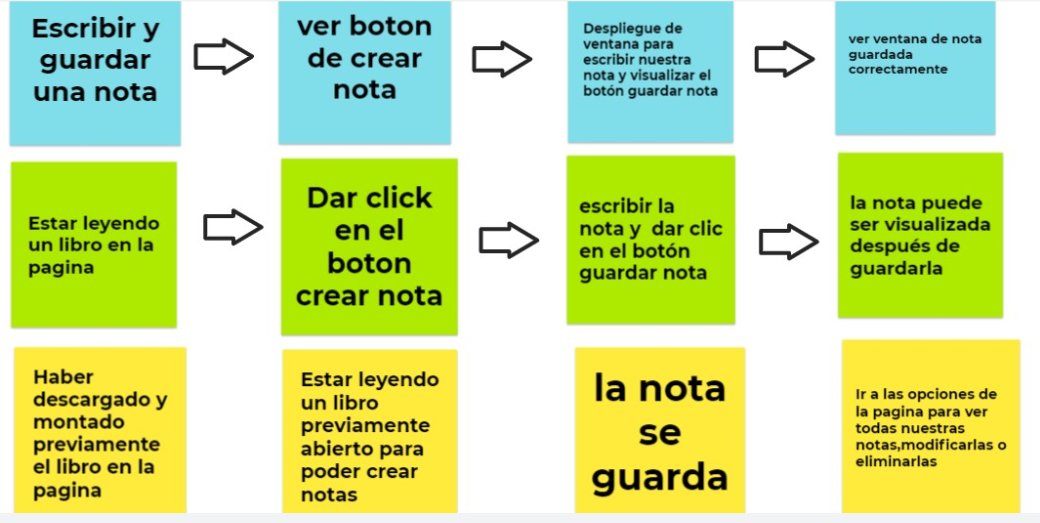 Escribir y
guardar
una nota
ver boton
de crear
nota
Despliegue de
ventana para
escribir nuestra
nota y visualizar el
botón guardar nota
ver ventana de nota
guardada
correctamente
Estar leyendo
un libro en la
pagina
Dar click
en el
boton
crear nota
escribir la
nota y dar clic
en el botón
guardar nota
la nota puede
ser visualizada
después de
guardarla
Haber
descargado y
montado
previamente
el libro en la
pagina
Estar leyendo
un libro
previamente
abierto para
poder crear
notas
la nota
se
guarda
Ir a las opciones de
la pagina para ver
todas nuestras
notas,modificarlas o
eliminarlas